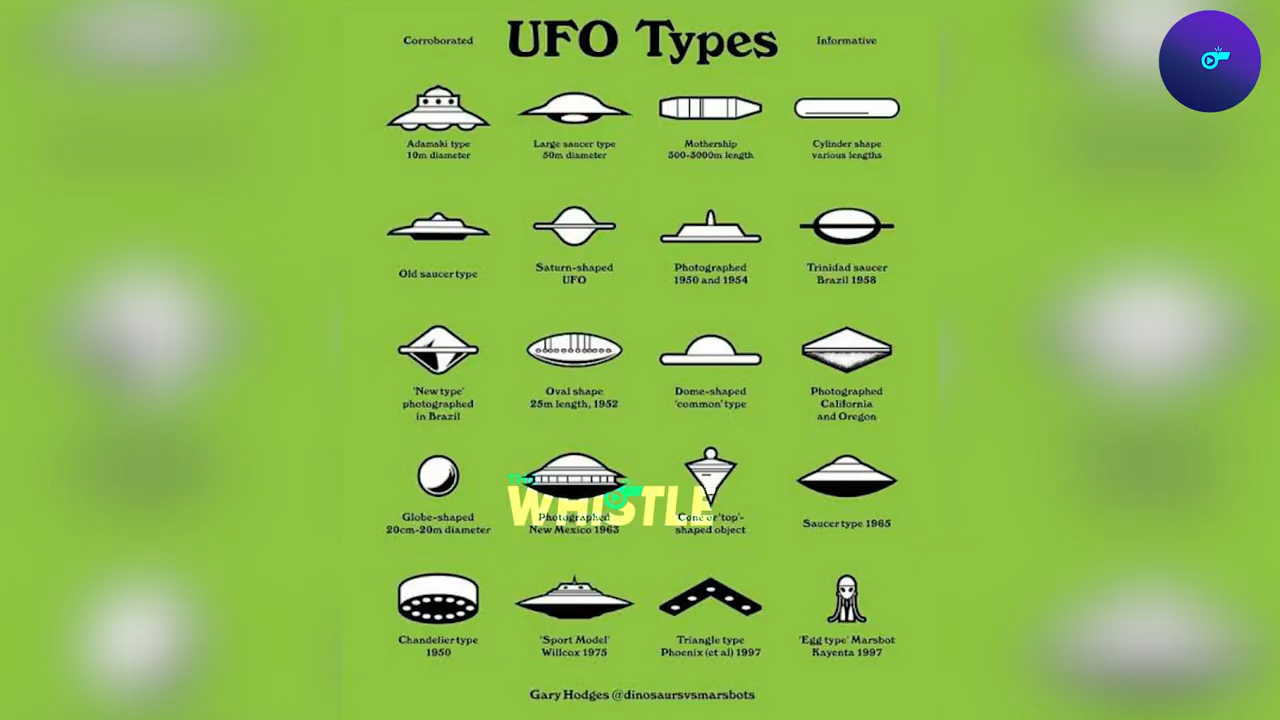 Corroborated
UFO Types
Informative
Adamski type
10m diameter
Large saucer type
50m diameter
Mothership
300-3000m length
Cylinder shape
various lengths
Old saucer type
Saturn-shaped
UFO
Photographed
1950 and 1954
Trinidad saucer
Brazil 1958
'New type'
photographed
in Brazil
Oval shape
25m length, 1952
Dome-shaped
'common' type
Photographed
California
and Oregon
Globe-shaped
20cm-20m diameter
The
WHISTLE
Photographed
New Mexico 1963
'Cone or 'top'-
shaped object
Saucer type 1965
Chandelier type
1950
'Sport Model'
Willcox 1975
Triangle type
Phoenix (et al) 1997
'Egg type' Marsbot
Kayenta 1997
Gary Hodges @dinosaursvsmarsbots